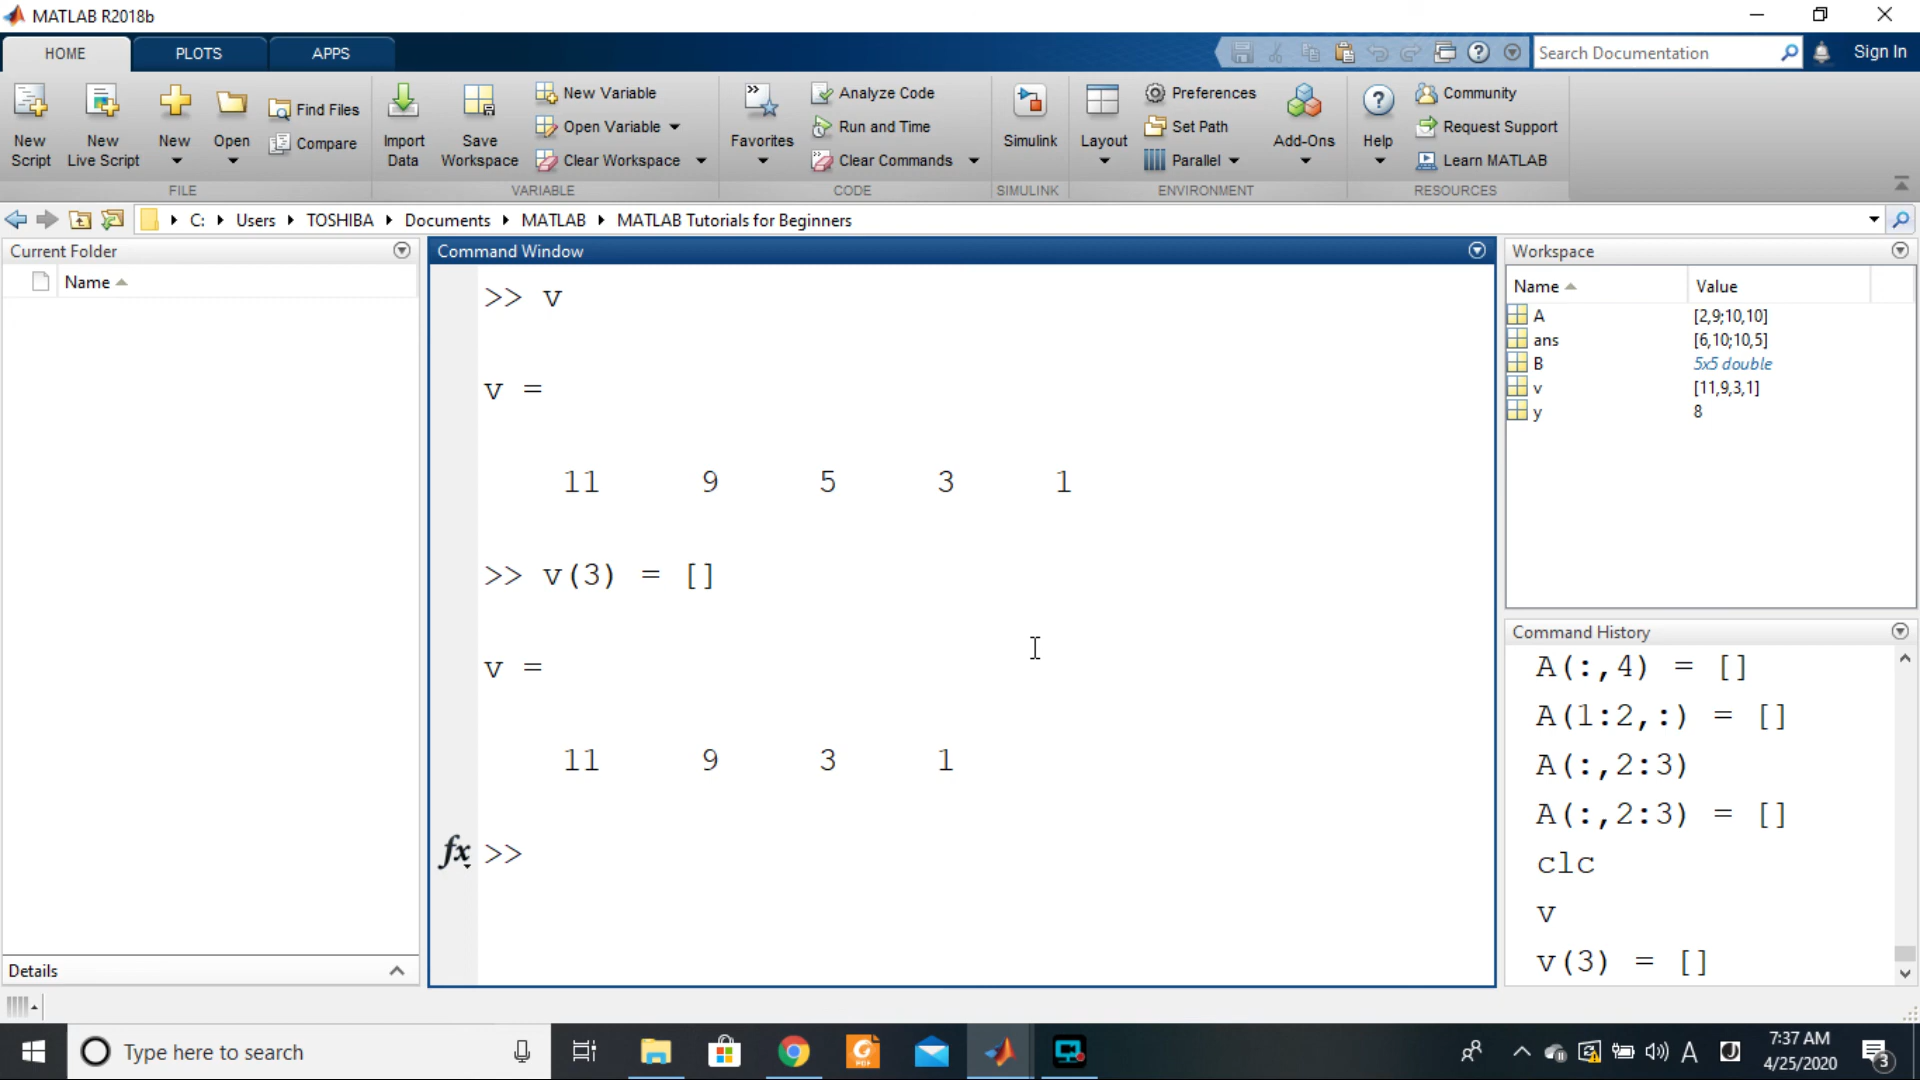 MATLAB R2018b
HOME PLOTS APPS
Search Documentation
Sign In
New Script
New Live Script
New
Open
Find Files
Compare
Import Data
Save Workspace
New Variable
Open Variable
Clear Workspace
Favorites
Analyze Code
Run and Time
Clear Commands
Simulink
Layout
Preferences
Set Path
Parallel
Add-Ons
Help
Community
Request Support
Learn MATLAB
FILE VARIABLE CODE SIMULINK ENVIRONMENT RESOURCES
C: Users TOSHIBA Documents MATLAB MATLAB Tutorials for Beginners
Current Folder
Name
Details
Command Window
>> v
v =
11 9 5 3 1
>> v(3) = []
v =
11 9 3 1
fx >>
Workspace
Name Value
A [2,9;10,10]
ans [6,10;10,5]
B 5x5 double
v [11,9,3,1]
y 8
Command History
A(:,4) = []
A(1:2,:) = []
A(:,2:3)
A(:,2:3) = []
clc
v
v(3) = []
Type here to search
A
J
7:37 AM
4/25/2020
3